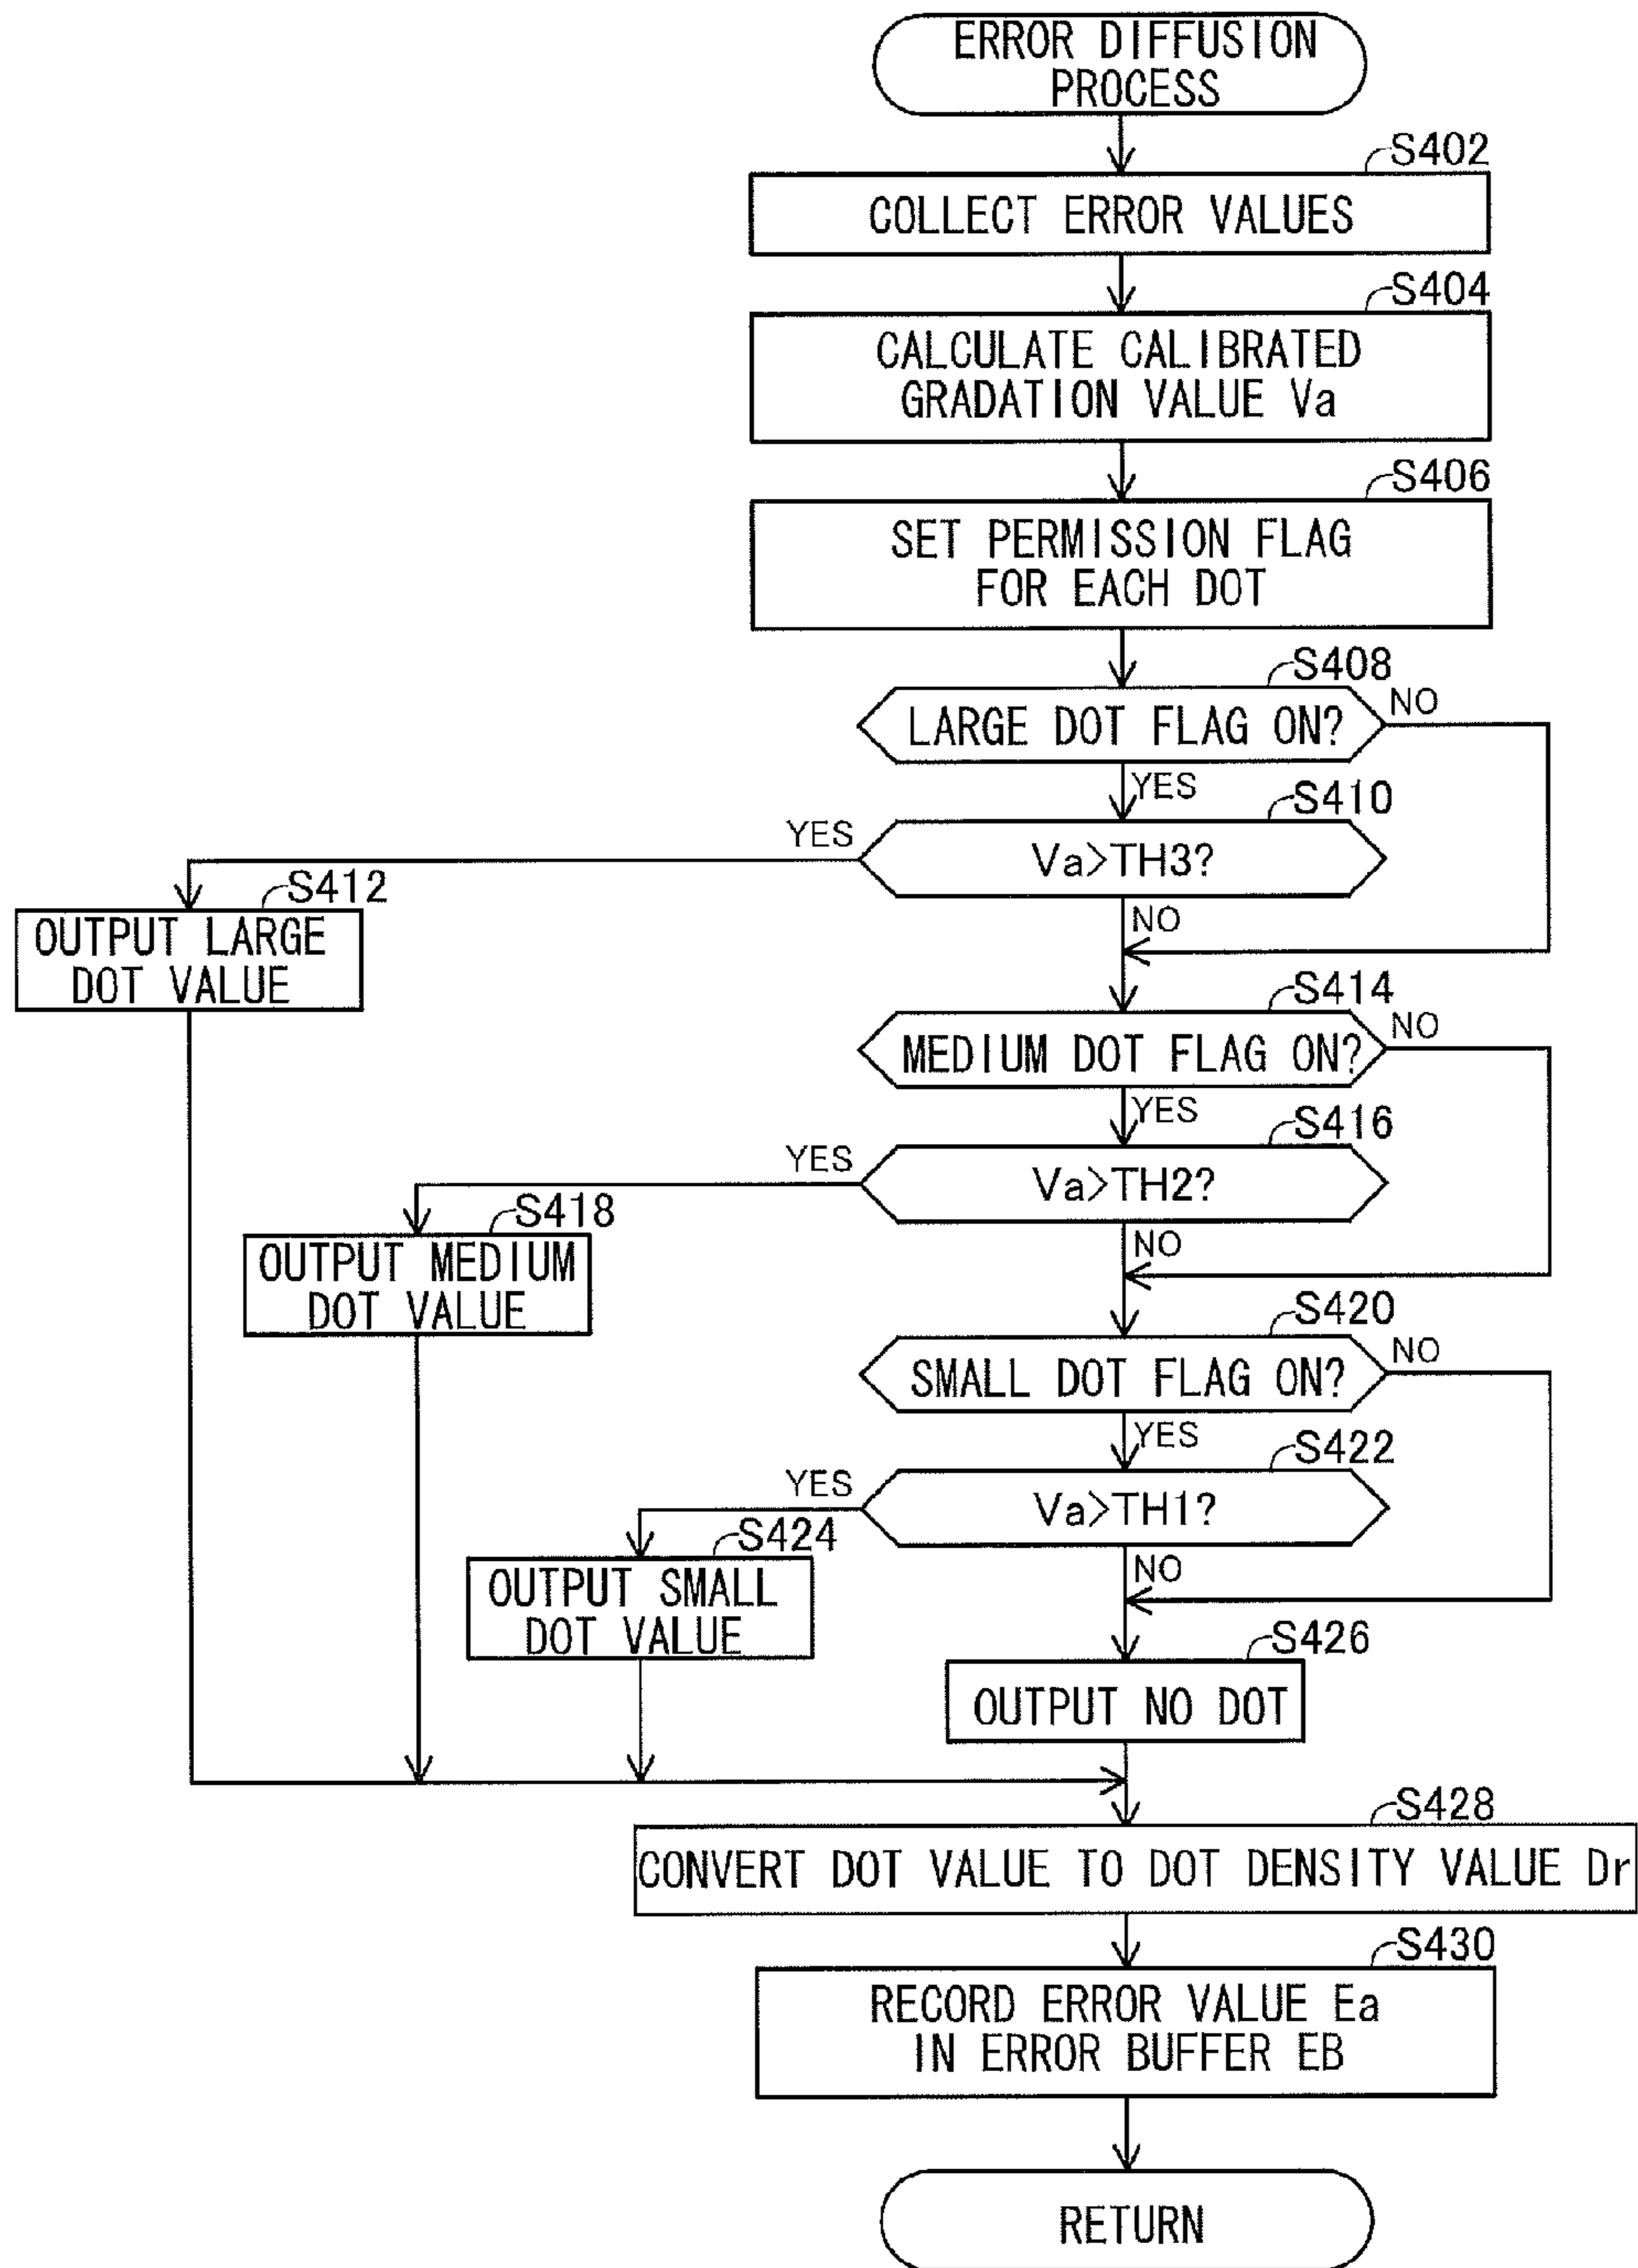 ERROR DIFFUSION
PROCESS
S402
COLLECT ERROR VALUES
S404
CALCULATE CALIBRATED
GRADATION VALUE Va
S406
SET PERMISSION FLAG
FOR EACH DOT
S408
LARGE DOT FLAG ON?
NO
YES
S410
YES
Va>TH3?
S412
OUTPUT LARGE
DOT VALUE
NO
S414
MEDIUM DOT FLAG ON?
NO
YES
S416
YES
Va>TH2?
S418
OUTPUT MEDIUM
DOT VALUE
NO
S420
SMALL DOT FLAG ON?
NO
YES
S422
YES
Va>TH1?
S424
OUTPUT SMALL
DOT VALUE
NO
S426
OUTPUT NO DOT
S428
CONVERT DOT VALUE TO DOT DENSITY VALUE Dr
S430
RECORD ERROR VALUE Ea
IN ERROR BUFFER EB
RETURN